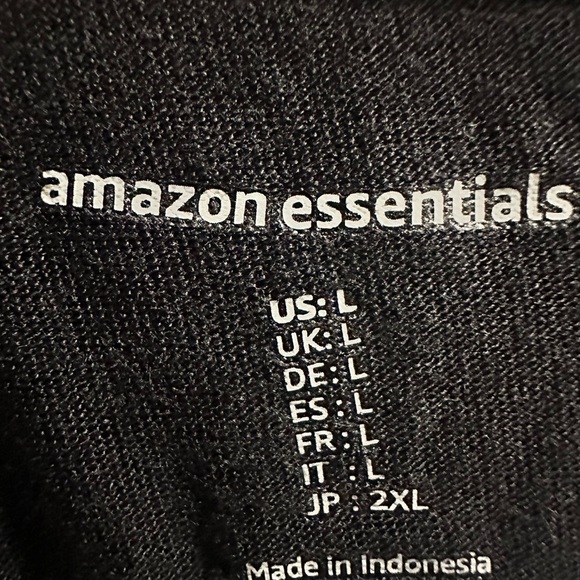 amazon essentials
US: L
UK: L
DE: L
ES : L
FR : L
IT : L
JP : 2XL
Made in Indonesia